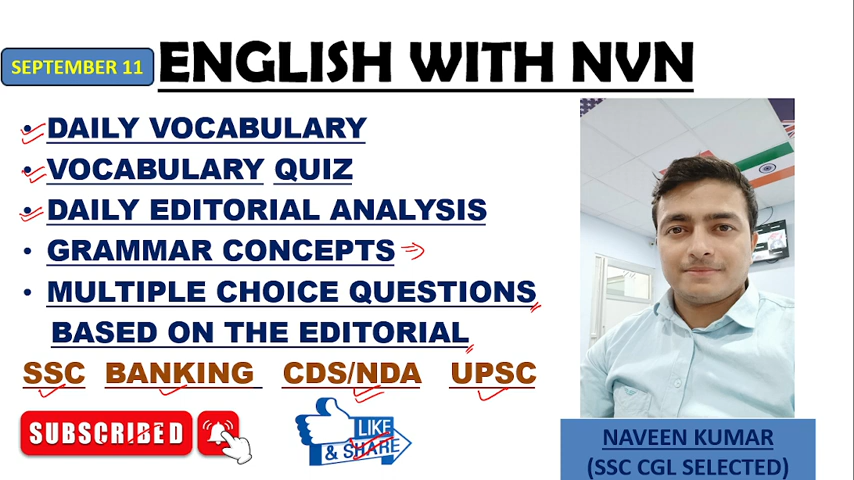 SEPTEMBER 11
ENGLISH WITH NVN
• DAILY VOCABULARY
• VOCABULARY QUIZ
• DAILY EDITORIAL ANALYSIS
• GRAMMAR CONCEPTS
• MULTIPLE CHOICE QUESTIONS
BASED ON THE EDITORIAL
SSC BANKING CDS/NDA UPSC
SUBSCRIBED
LIKE
& SHARE
NAVEEN KUMAR
(SSC CGL SELECTED)